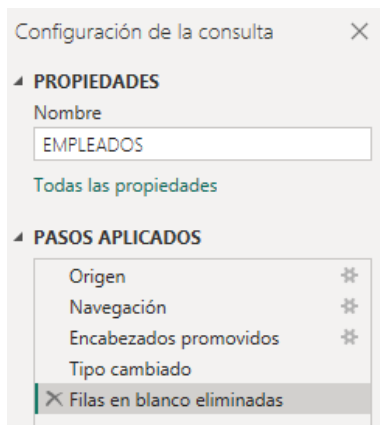 Configuración de la consulta
PROPIEDADES
Nombre
EMPLEADOS
Todas las propiedades
PASOS APLICADOS
Origen
Navegación
Encabezados promovidos
Tipo cambiado
Filas en blanco eliminadas